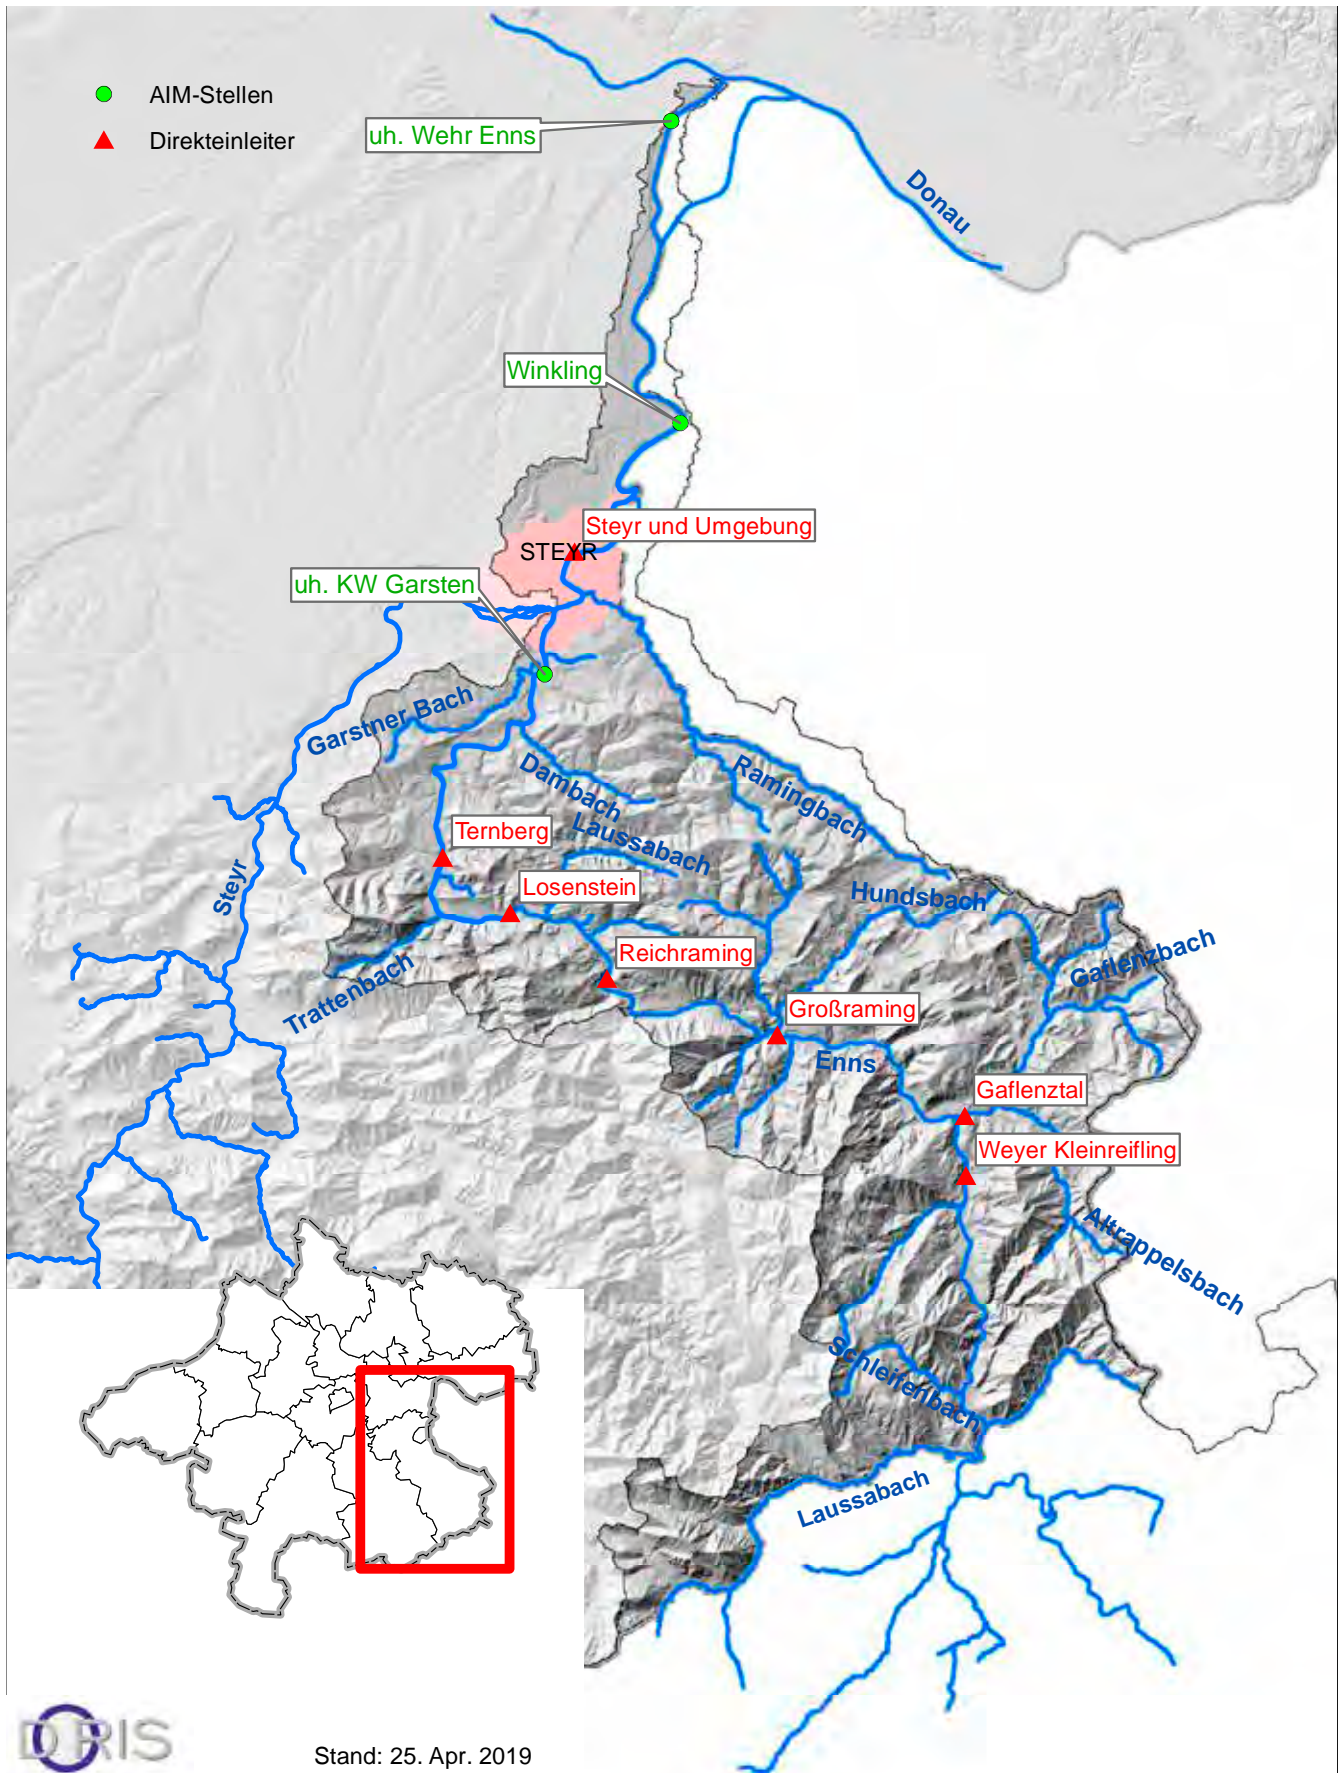 AIM-Stellen
Direkteinleiter
uh. Wehr Enns
Donau
Winkling
Steyr und Umgebung
STEYR
uh. KW Garsten
Garstner Bach
Dambach
Ramingbach
Laussabach
Ternberg
Steyr
Losenstein
Hundsbach
Reichraming
Gaflenzbach
Trattenbach
Großraming
Enns
Gaflenztal
Weyer Kleinreifling
Altrappelsbach
Schleifenbach
Laussabach
DORIS
Stand: 25. Apr. 2019